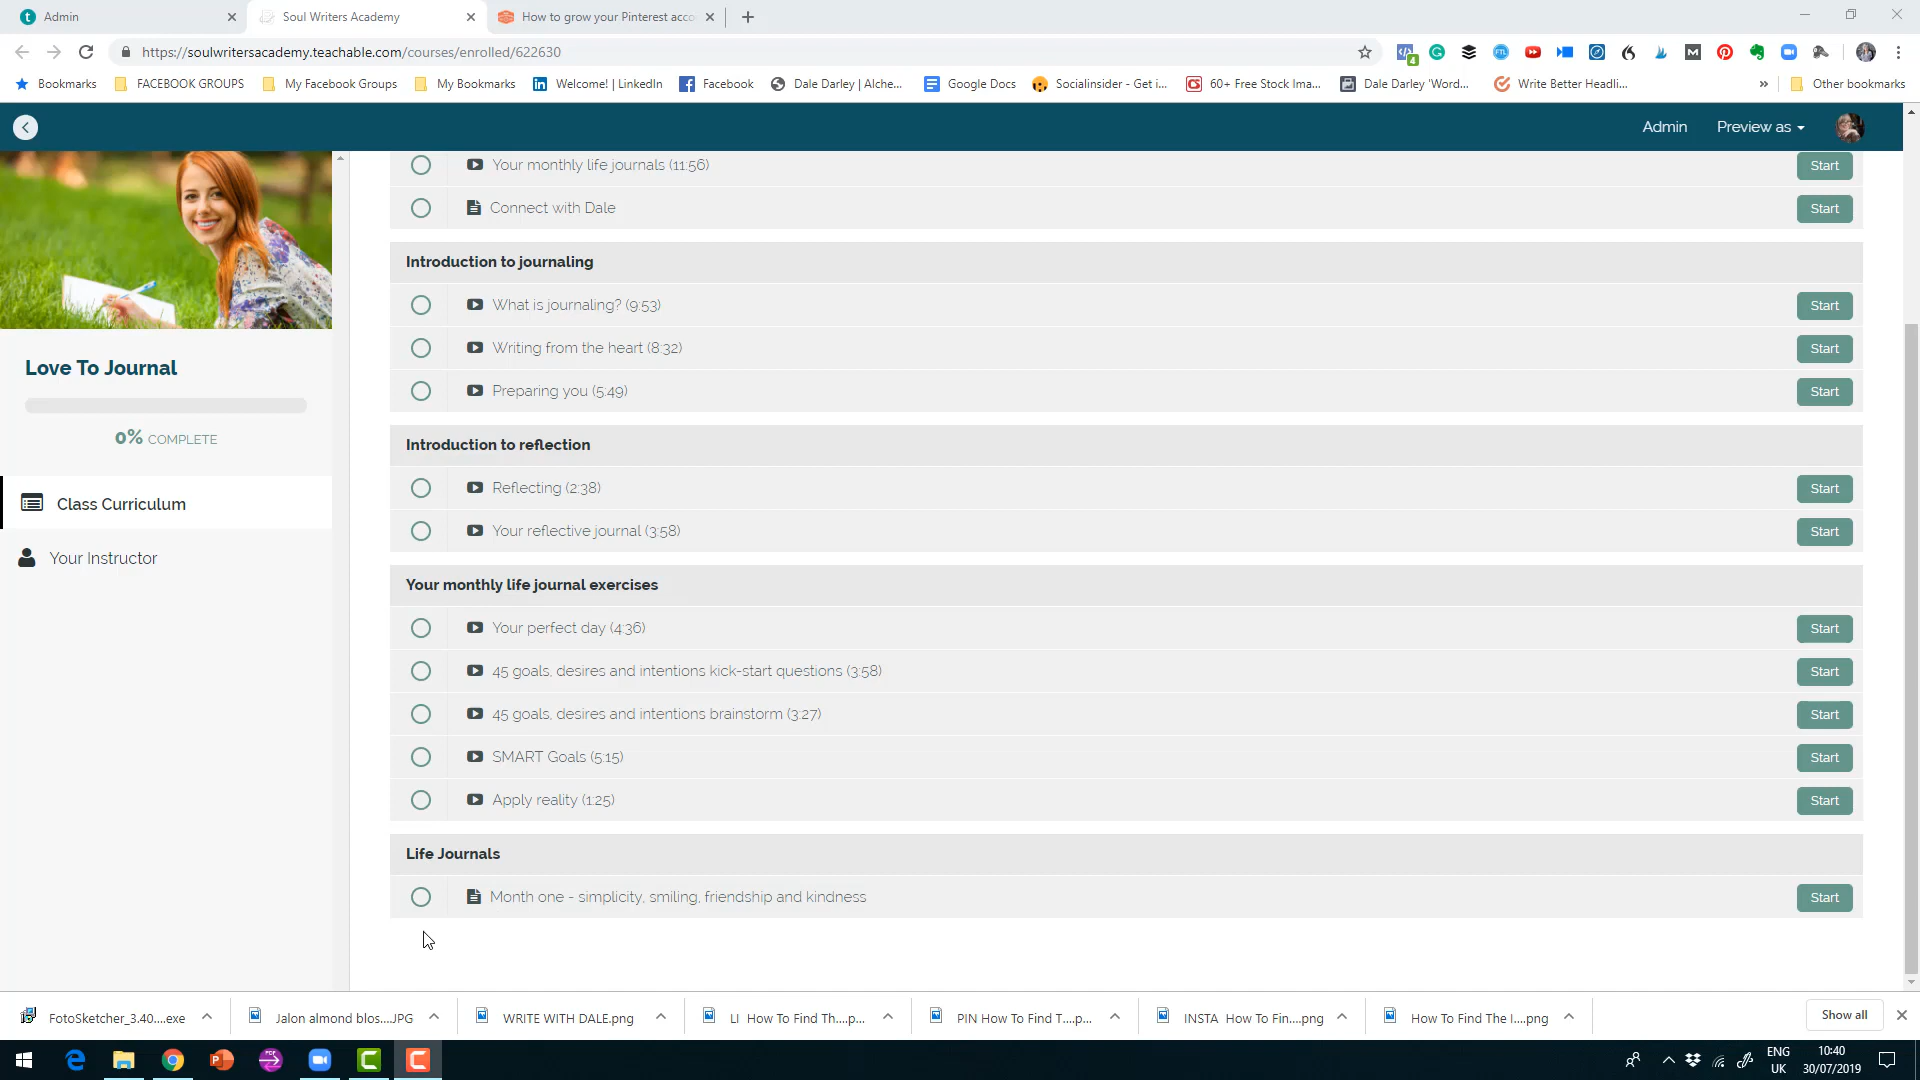 Admin
Soul Writers Academy
How to grow your Pinterest acco
https://soulwritersacademy.teachable.com/courses/enrolled/622630
4
FTL
M
Bookmarks
FACEBOOK GROUPS
My Facebook Groups
My Bookmarks
Welcome! | LinkedIn
Facebook
Dale Darley | Alche...
Google Docs
Socialinsider - Get i...
60+ Free Stock Ima...
Dale Darley 'Word...
Write Better Headli...
»
Other bookmarks
Admin
Preview as
Your monthly life journals (11:56)
Start
Connect with Dale
Start
Introduction to journaling
What is journaling? (9:53)
Start
Writing from the heart (8:32)
Start
Preparing you (5:49)
Start
Love To Journal
0% COMPLETE
Class Curriculum
Your Instructor
Introduction to reflection
Reflecting (2:38)
Start
Your reflective journal (3:58)
Start
Your monthly life journal exercises
Your perfect day (4:36)
Start
45 goals, desires and intentions kick-start questions (3:58)
Start
45 goals, desires and intentions brainstorm (3:27)
Start
SMART Goals (5:15)
Start
Apply reality (1:25)
Start
Life Journals
Month one - simplicity, smiling, friendship and kindness
Start
FotoSketcher_3.40....exe
Jalon almond blos....JPG
WRITE WITH DALE.png
LI How To Find Th....p...
PIN How To Find T....p...
INSTA How To Fin....png
How To Find The I....png
Show all
ENG
UK
10:40
30/07/2019